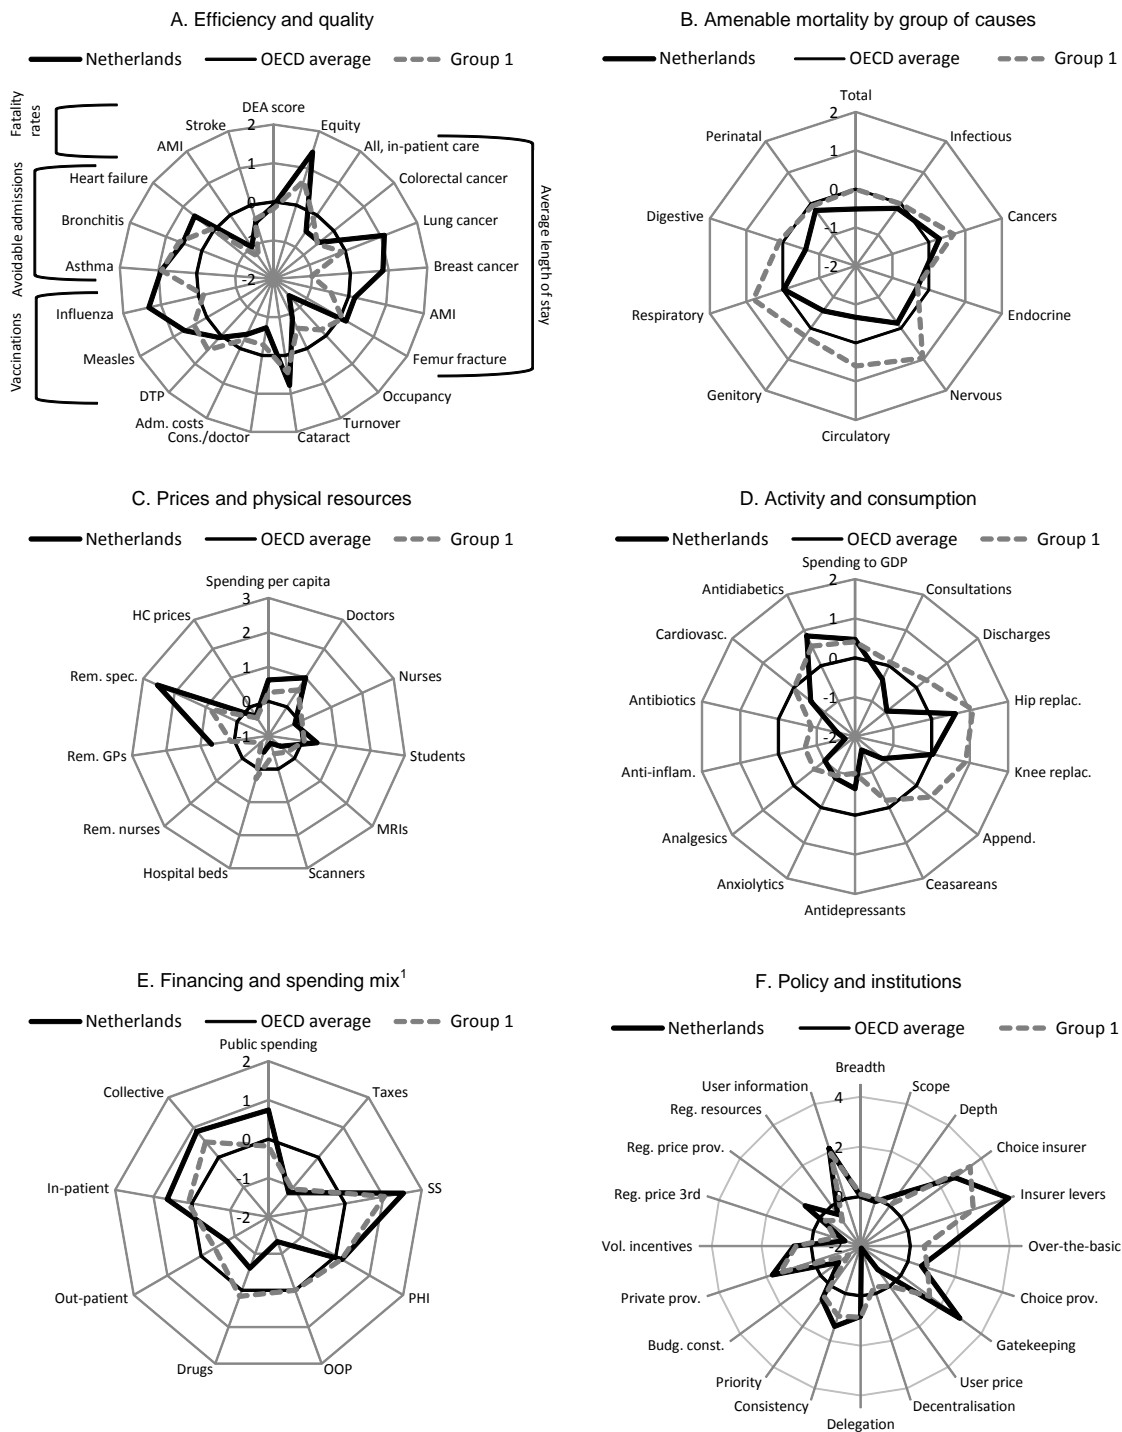 A. Efficiency and quality
Netherlands OECD average Group 1
Fatality rates
Avoidable admissions
Vaccinations
Average length of stay
DEA score
Equity
All, in-patient care
Colorectal cancer
Lung cancer
Breast cancer
AMI
Femur fracture
Occupancy
Turnover
Cataract
Cons./doctor
Adm. costs
DTP
Measles
Influenza
Asthma
Bronchitis
Heart failure
AMI
Stroke
2
1
0
-1
-2
B. Amenable mortality by group of causes
Netherlands OECD average Group 1
Total
Infectious
Cancers
Endocrine
Nervous
Circulatory
Genitory
Respiratory
Digestive
Perinatal
2
1
0
-1
-2
C. Prices and physical resources
Netherlands OECD average Group 1
Spending per capita
Doctors
Nurses
Students
MRIs
Scanners
Hospital beds
Rem. nurses
Rem. GPs
Rem. spec.
HC prices
3
2
1
0
-1
D. Activity and consumption
Netherlands OECD average Group 1
Spending to GDP
Consultations
Discharges
Hip replac.
Knee replac.
Append.
Ceasareans
Antidepressants
Anxiolytics
Analgesics
Anti-inflam.
Antibiotics
Cardiovasc.
Antidiabetics
2
1
0
-1
-2
E. Financing and spending mix1
Netherlands OECD average Group 1
Public spending
Taxes
SS
PHI
OOP
Drugs
Out-patient
In-patient
Collective
2
1
0
-1
-2
F. Policy and institutions
Netherlands OECD average Group 1
Breadth
Scope
Depth
Choice insurer
Insurer levers
Over-the-basic
Choice prov.
Gatekeeping
User price
Decentralisation
Delegation
Consistency
Priority
Budg. const.
Private prov.
Vol. incentives
Reg. price 3rd
Reg. price prov.
Reg. resources
User information
4
2
0
-2